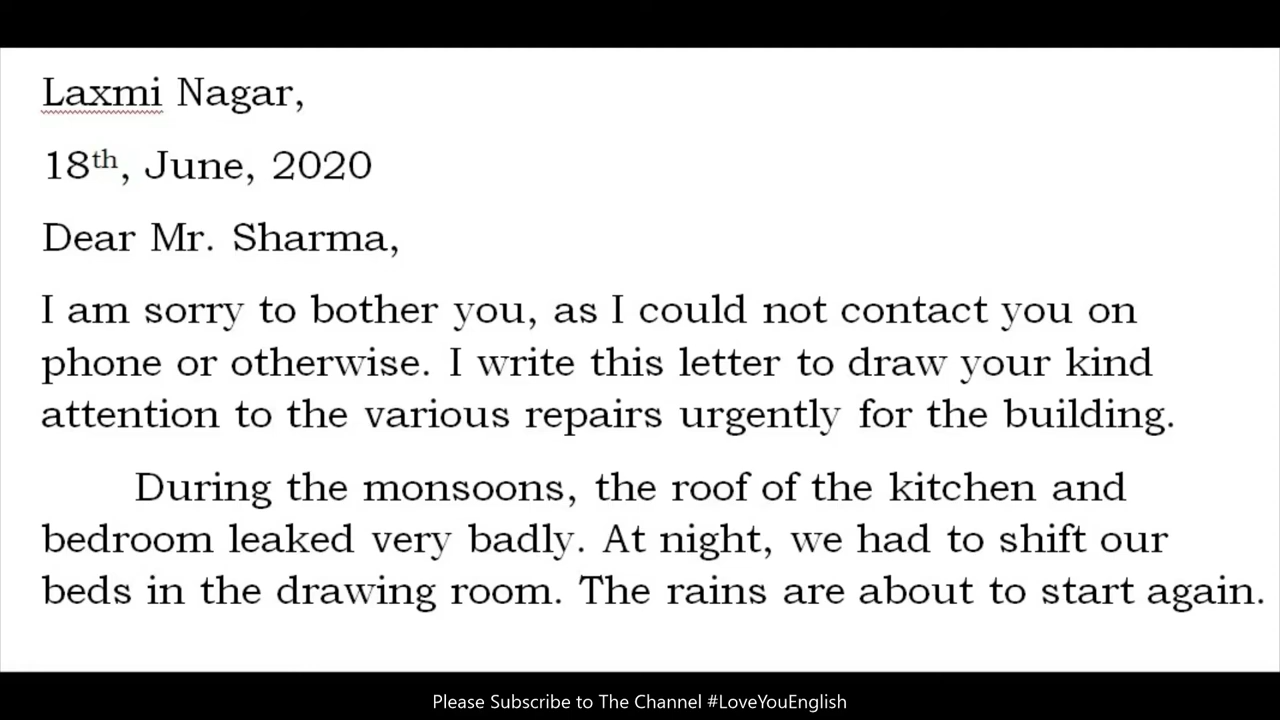 Laxmi Nagar,
18th, June, 2020
Dear Mr. Sharma,
I am sorry to bother you, as I could not contact you on
phone or otherwise. I write this letter to draw your kind
attention to the various repairs urgently for the building.
During the monsoons, the roof of the kitchen and
bedroom leaked very badly. At night, we had to shift our
beds in the drawing room. The rains are about to start again.
Please Subscribe to The Channel #LoveYouEnglish